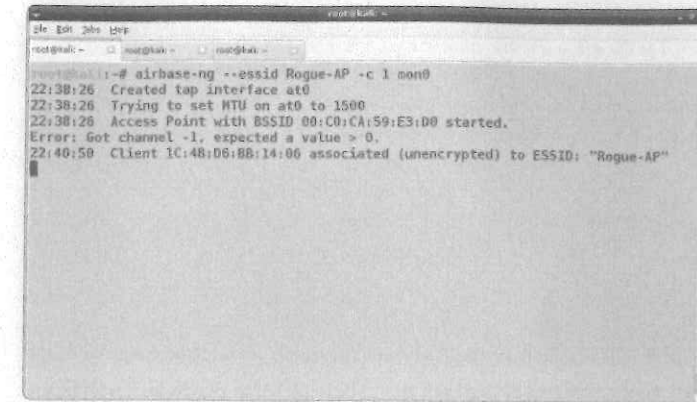 root@kali: ~
File Edit Jobs Help
root@kali: ~ root@kali: ~ root@kali: ~
root@kali:~# airbase-ng --essid Rogue-AP -c 1 mon0
22:38:26 Created tap interface at0
22:38:26 Trying to set MTU on at0 to 1500
22:38:26 Access Point with BSSID 00:C0:CA:59:E3:D0 started.
Error: Got channel -1, expected a value > 0.
22:40:50 Client 1C:4B:D6:BB:14:06 associated (unencrypted) to ESSID: "Rogue-AP"